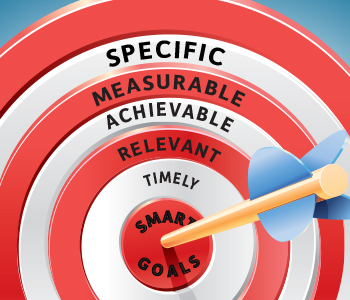 SPECIFIC
MEASURABLE
ACHIEVABLE
RELEVANT
TIMELY
SMART
GOALS